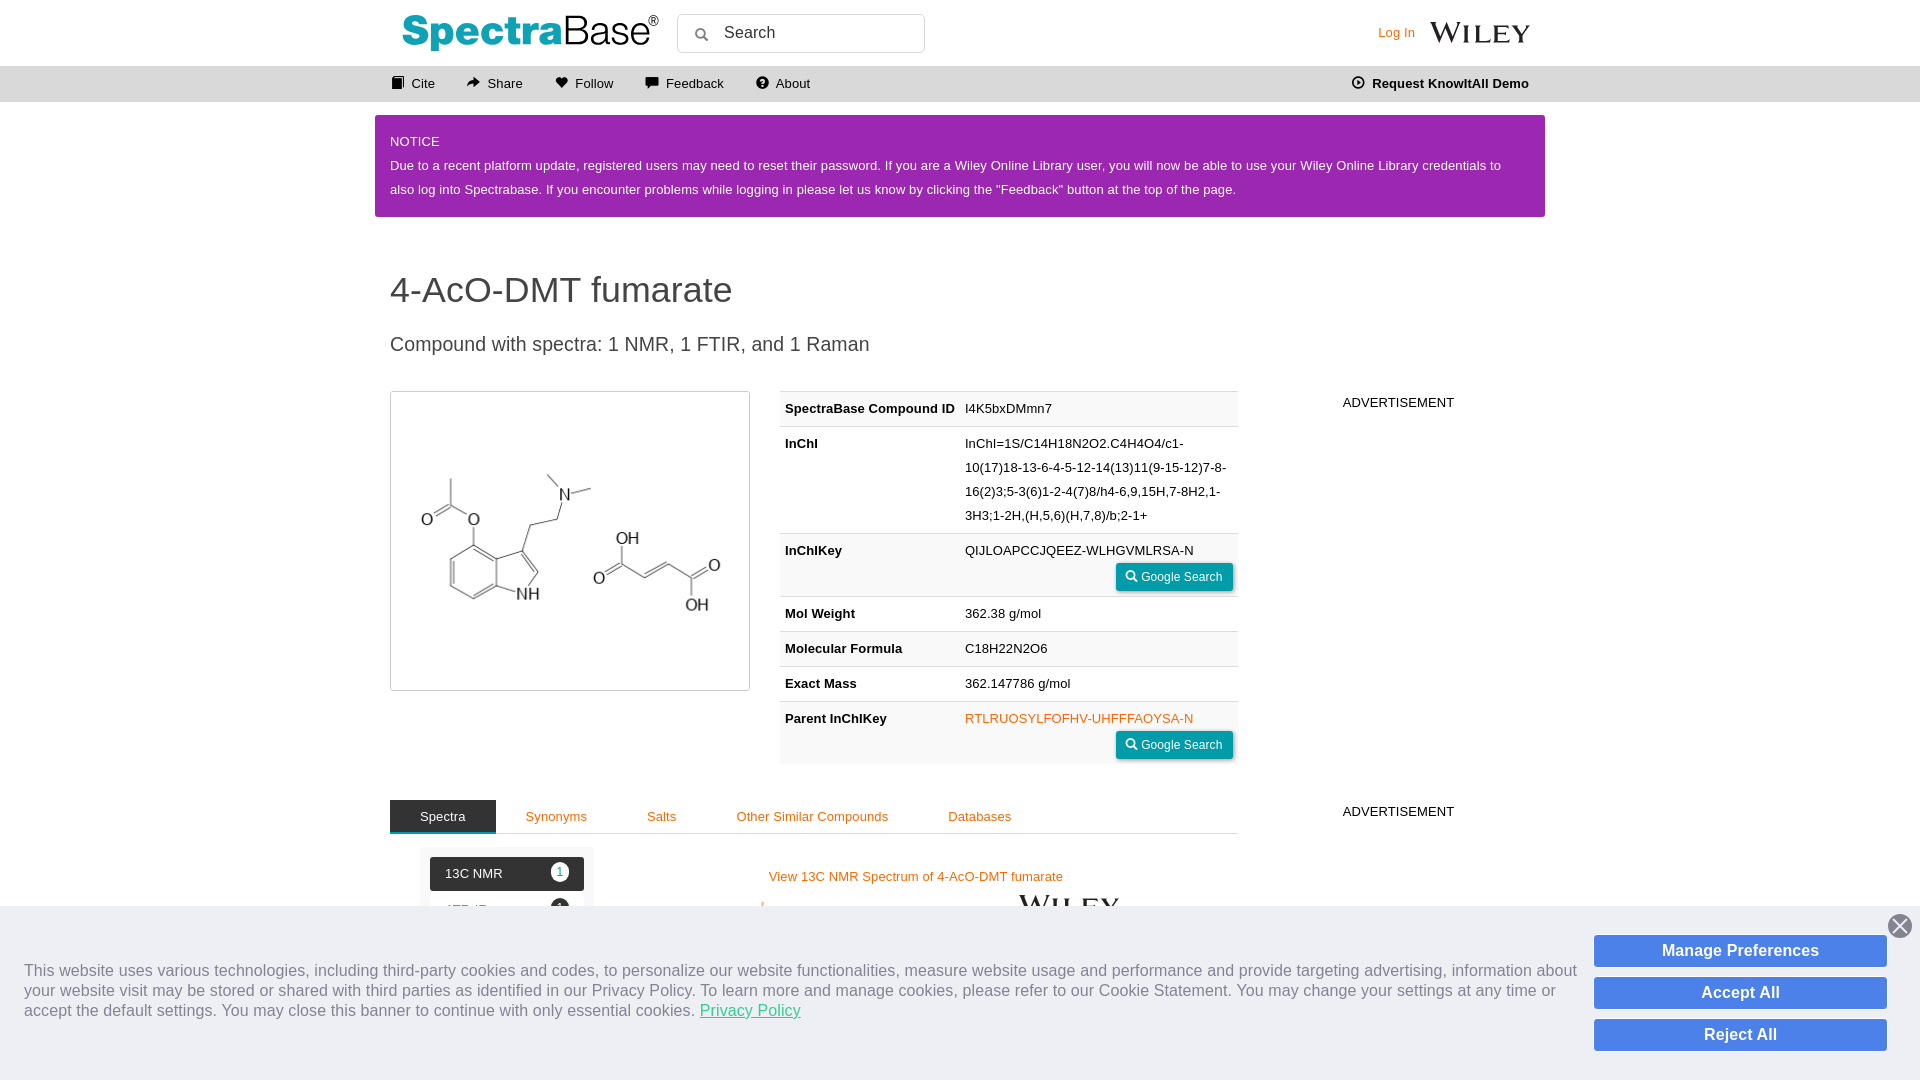 SpectraBase®
Search
Log In
WILEY
Cite
Share
Follow
Feedback
About
Request KnowItAll Demo
NOTICE
Due to a recent platform update, registered users may need to reset their password. If you are a Wiley Online Library user, you will now be able to use your Wiley Online Library credentials to
also log into Spectrabase. If you encounter problems while logging in please let us know by clicking the "Feedback" button at the top of the page.
4-AcO-DMT fumarate
Compound with spectra: 1 NMR, 1 FTIR, and 1 Raman
N
O
O
OH
O
O
NH
OH
SpectraBase Compound ID I4K5bxDMmn7
InChI InChI=1S/C14H18N2O2.C4H4O4/c1-
10(17)18-13-6-4-5-12-14(13)11(9-15-12)7-8-
16(2)3;5-3(6)1-2-4(7)8/h4-6,9,15H,7-8H2,1-
3H3;1-2H,(H,5,6)(H,7,8)/b;2-1+
InChIKey QIJLOAPCCJQEEZ-WLHGVMLRSA-N
Google Search
Mol Weight 362.38 g/mol
Molecular Formula C18H22N2O6
Exact Mass 362.147786 g/mol
Parent InChIKey RTLRUOSYLFOFHV-UHFFFAOYSA-N
Google Search
ADVERTISEMENT
Spectra
Synonyms
Salts
Other Similar Compounds
Databases
ADVERTISEMENT
13C NMR 1
View 13C NMR Spectrum of 4-AcO-DMT fumarate
WILEY
This website uses various technologies, including third-party cookies and codes, to personalize our website functionalities, measure website usage and performance and provide targeting advertising, information about
your website visit may be stored or shared with third parties as identified in our Privacy Policy. To learn more and manage cookies, please refer to our Cookie Statement. You may change your settings at any time or
accept the default settings. You may close this banner to continue with only essential cookies. Privacy Policy
Manage Preferences
Accept All
Reject All